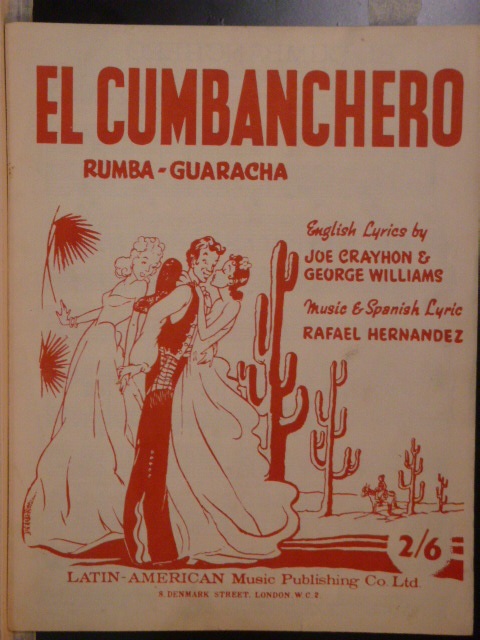 EL CUMBANCHERO
RUMBA - GUARACHA
English Lyrics by
JOE CRAYHON &
GEORGE WILLIAMS
Music & Spanish Lyric
RAFAEL HERNANDEZ
2/6
LATIN-AMERICAN Music Publishing Co. Ltd.
8, DENMARK STREET, LONDON W.C.2